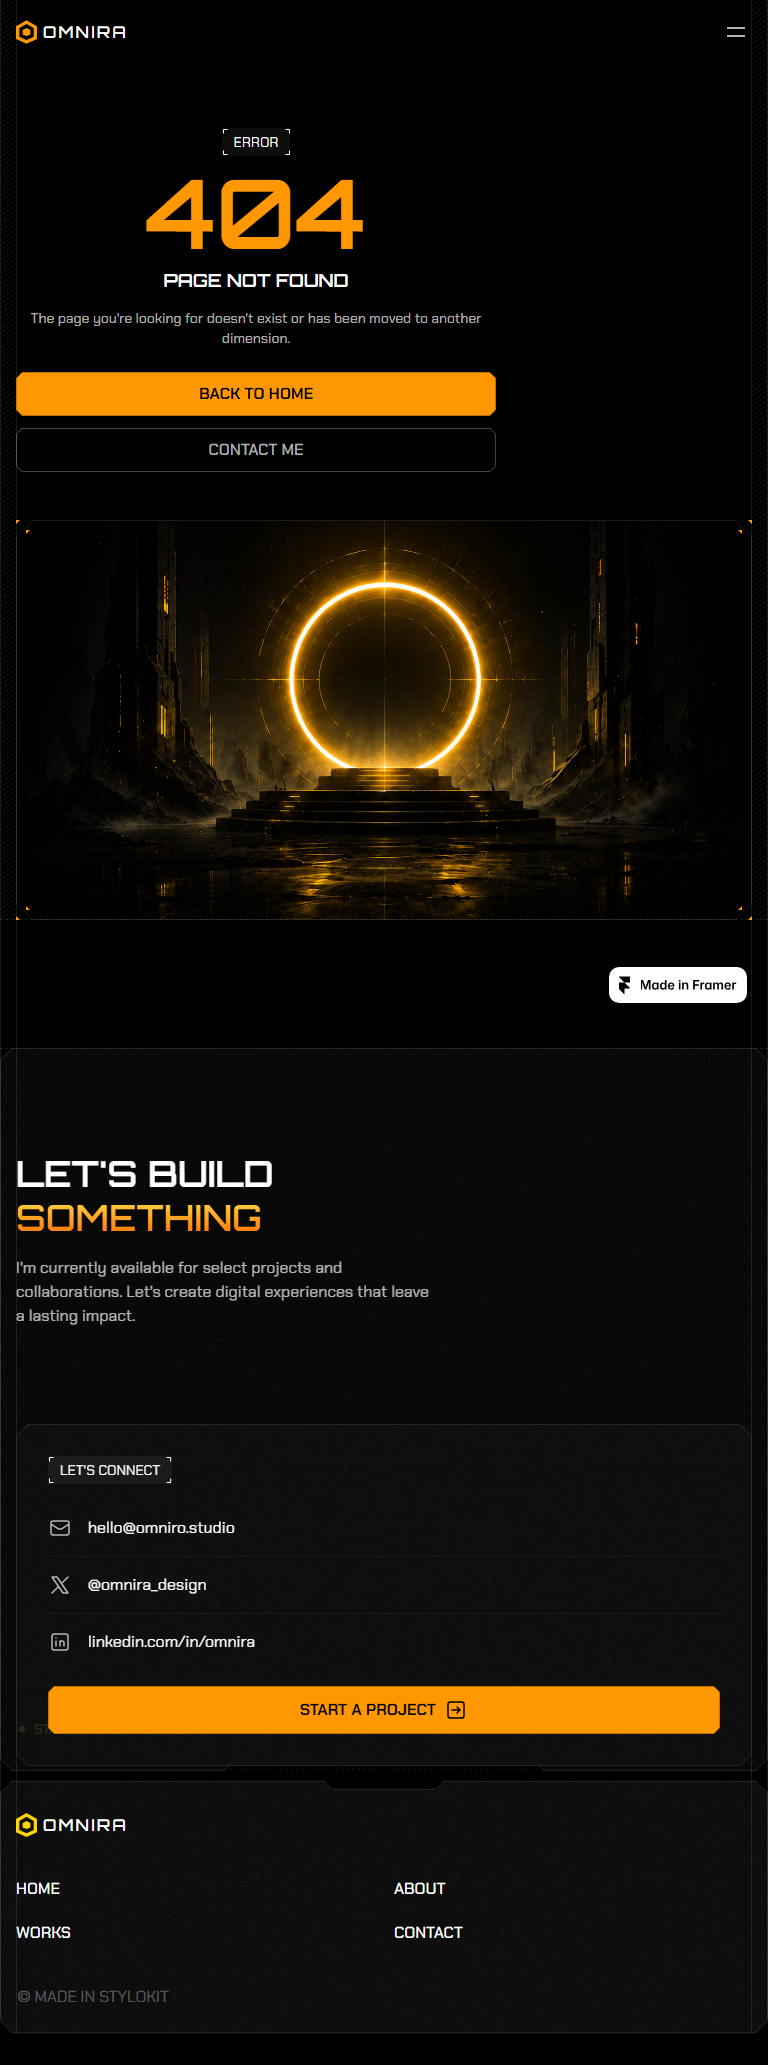 OMNIRA
ERROR
404
PAGE NOT FOUND
The page you're looking for doesn't exist or has been moved to another
dimension.
BACK TO HOME
CONTACT ME
Made in Framer
LET'S BUILD
SOMETHING
I'm currently available for select projects and
collaborations. Let's create digital experiences that leave
a lasting impact.
LET'S CONNECT
hello@omniro.studio
@omnira_design
linkedin.com/in/omnira
START A PROJECT
OMNIRA
HOME
ABOUT
WORKS
CONTACT
© MADE IN STYLOKIT